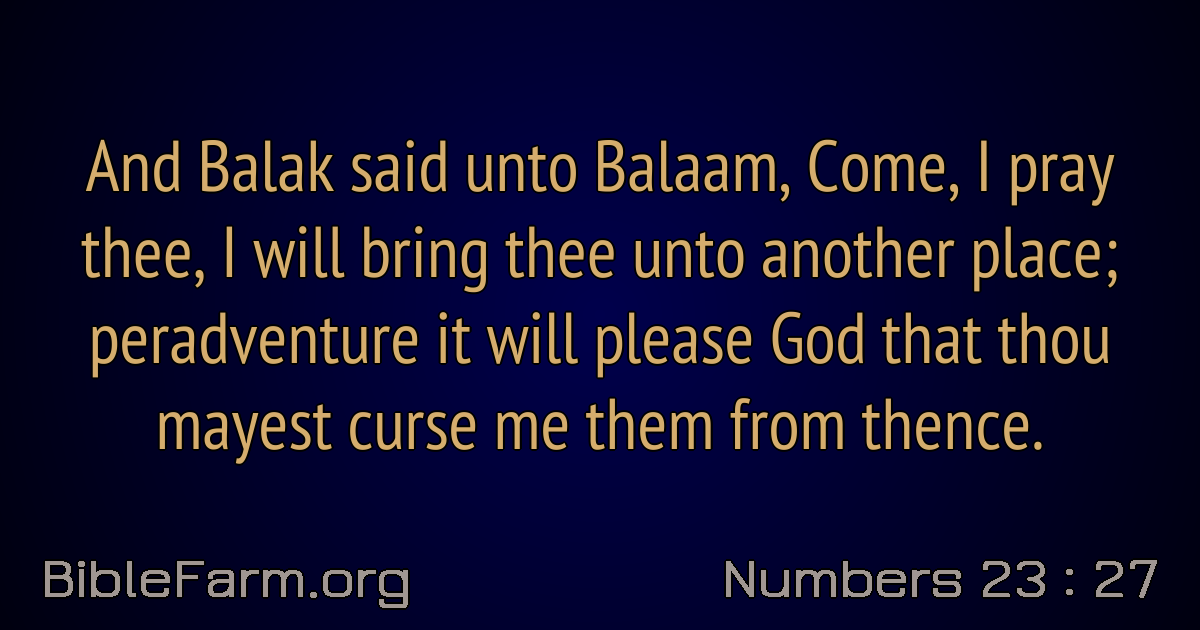 And Balak said unto Balaam, Come, I pray
thee, I will bring thee unto another place;
peradventure it will please God that thou
mayest curse me them from thence.
BibleFarm.org
Numbers 23 : 27